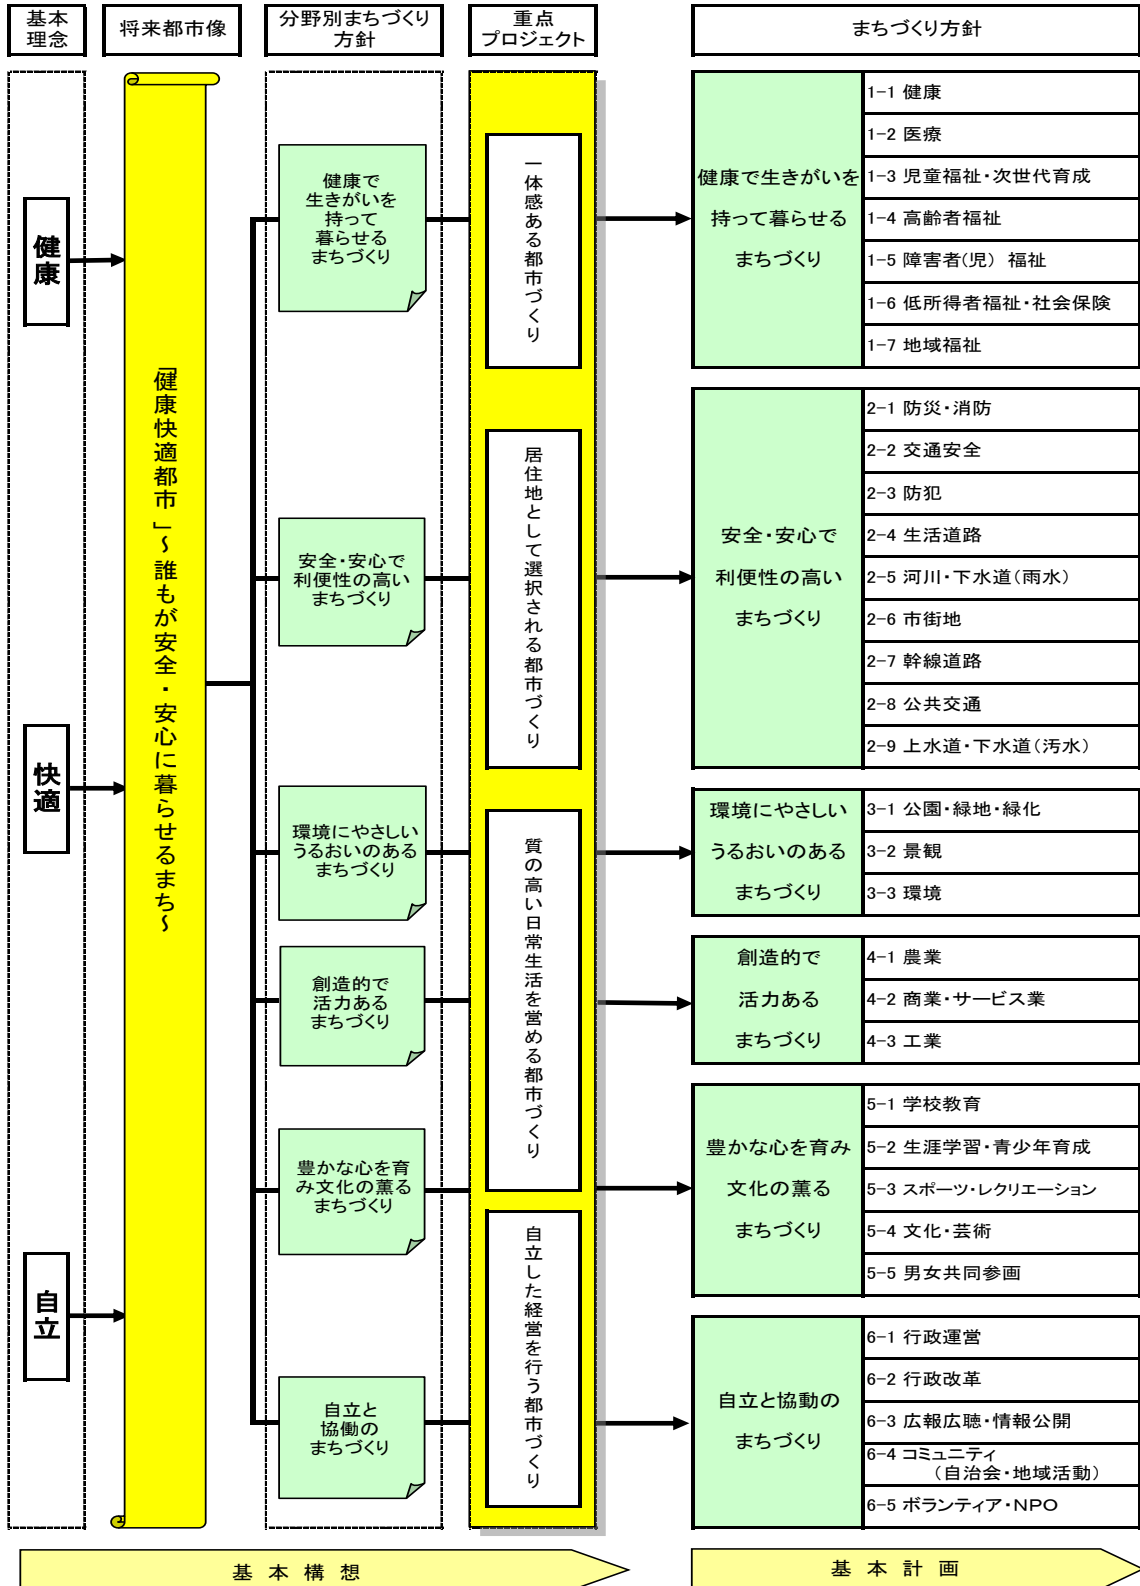 基本
理念
将来都市像
分野別まちづくり
方針
重点
プロジェクト
まちづくり方針
健康
快適
自立
「健康快適都市」～誰もが安全・安心に暮らせるまち～
健康で
生きがいを
持って
暮らせる
まちづくり
安全・安心で
利便性の高い
まちづくり
環境にやさしい
うるおいのある
まちづくり
創造的で
活力ある
まちづくり
豊かな心を育
み文化の薫る
まちづくり
自立と
協働の
まちづくり
一体感ある都市づくり
居住地として選択される都市づくり
質の高い日常生活を営める都市づくり
自立した経営を行う都市づくり
健康で生きがいを
持って暮らせる
まちづくり
1-1 健康
1-2 医療
1-3 児童福祉・次世代育成
1-4 高齢者福祉
1-5 障害者(児) 福祉
1-6 低所得者福祉・社会保険
1-7 地域福祉
安全・安心で
利便性の高い
まちづくり
2-1 防災・消防
2-2 交通安全
2-3 防犯
2-4 生活道路
2-5 河川・下水道(雨水)
2-6 市街地
2-7 幹線道路
2-8 公共交通
2-9 上水道・下水道(汚水)
環境にやさしい
うるおいのある
まちづくり
3-1 公園・緑地・緑化
3-2 景観
3-3 環境
創造的で
活力ある
まちづくり
4-1 農業
4-2 商業・サービス業
4-3 工業
豊かな心を育み
文化の薫る
まちづくり
5-1 学校教育
5-2 生涯学習・青少年育成
5-3 スポーツ・レクリエーション
5-4 文化・芸術
5-5 男女共同参画
自立と協動の
まちづくり
6-1 行政運営
6-2 行政改革
6-3 広報広聴・情報公開
6-4 コミュニティ
(自治会・地域活動)
6-5 ボランティア・NPO
基本構想
基本計画